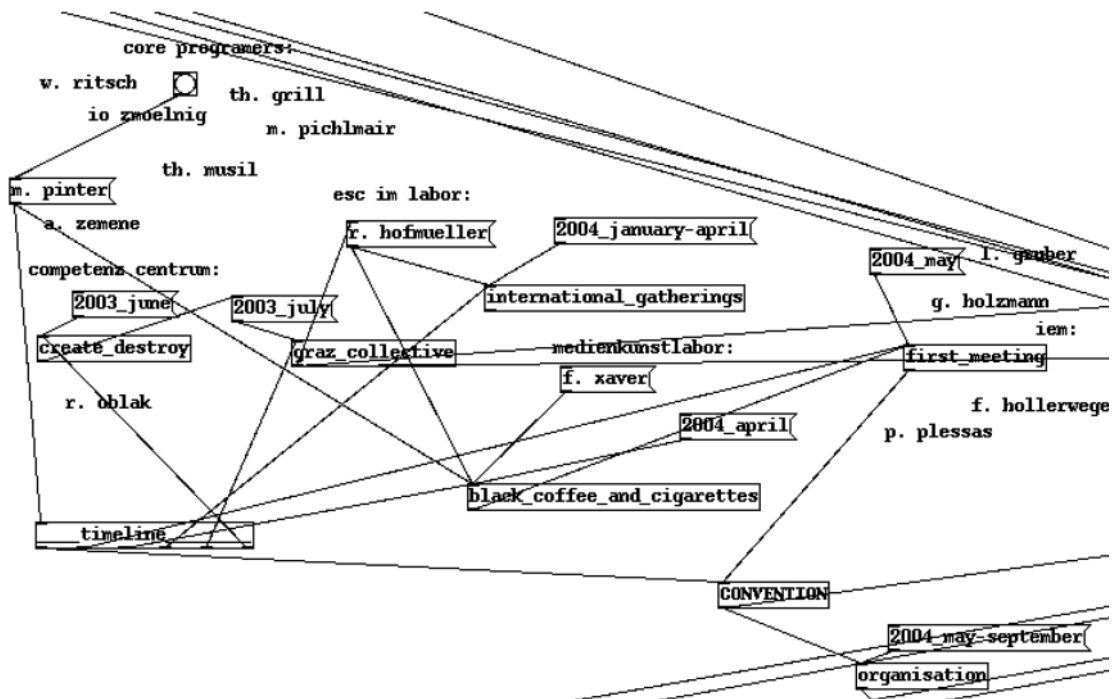 core programers:
w. ritsch
th. grill
io zmoelnig
m. pichlmair
th. musil
m. pinter
esc im labor:
a. zemene
r. hofmueller
2004_january-april
2004_may
l. gruber
competenz centrum:
2003_june
2003_july
international_gatherings
g. holzmann
iem:
create_destroy
graz_collective
medienkunstlabor:
first_meeting
f. xaver
r. oblak
f. hollerwege
2004_april
p. plessas
black_coffee_and_cigarettes
timeline
CONVENTION
2004_may-september
organisation